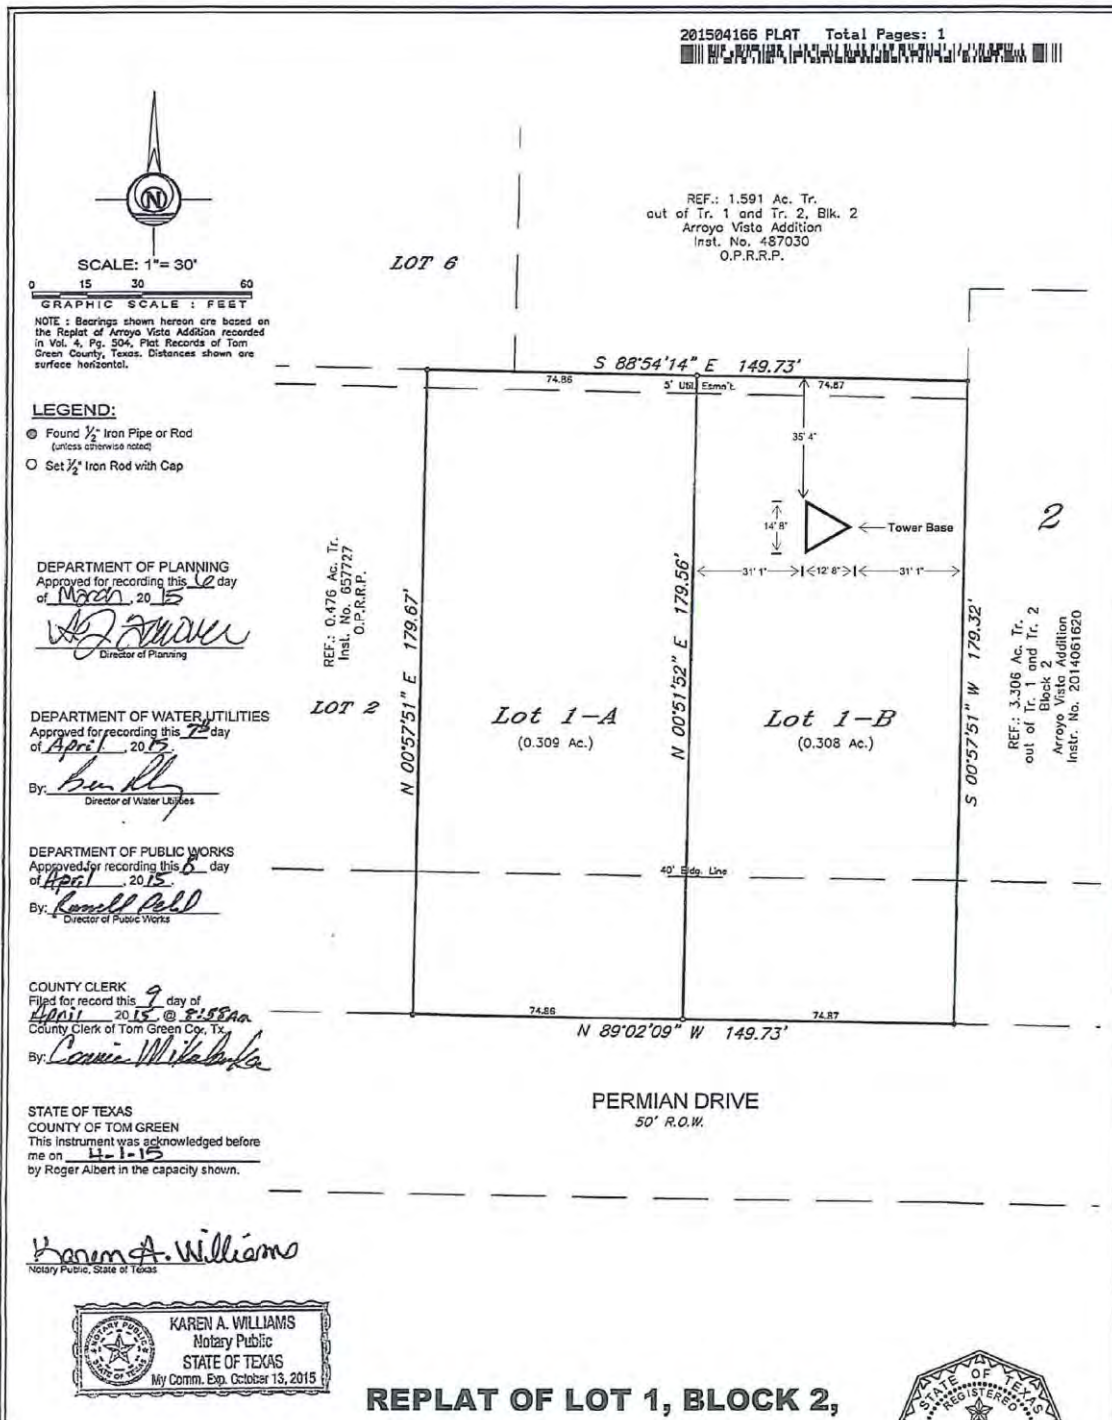 201504166 PLAT Total Pages: 1
N
SCALE: 1"= 30'
0 15 30 60
GRAPHIC SCALE : FEET
NOTE : Bearings shown hereon are based on
the Replat of Arroyo Vista Addition recorded
in Vol. 4, Pg. 504, Plat Records of Tom
Green County, Texas. Distances shown are
surface horizontal.
LEGEND:
Found 1/2" Iron Pipe or Rod
(unless otherwise noted)
Set 1/2" Iron Rod with Cap
REF.: 1.591 Ac. Tr.
out of Tr. 1 and Tr. 2, Blk. 2
Arroyo Vista Addition
Inst. No. 487030
O.P.R.R.P.
LOT 6
S 88°54'14" E 149.73'
74.86
5' Util. Esmn't.
74.87
35' 4"
14' 8"
Tower Base
31' 1"
12' 8"
31' 1"
2
REF.: 0.476 Ac. Tr.
Inst. No. 657727
O.P.R.R.P.
LOT 2
N 00°57'51" E 179.67'
Lot 1-A
(0.309 Ac.)
N 00°51'52" E 179.56'
Lot 1-B
(0.308 Ac.)
S 00°57'51" W 179.32'
REF.: 3.306 Ac. Tr.
out of Tr. 1 and Tr. 2
Block 2
Arroyo Vista Addition
Instr. No. 2014061620
40' Bldg. Line
74.86
74.87
N 89°02'09" W 149.73'
PERMIAN DRIVE
50' R.O.W.
DEPARTMENT OF PLANNING
Approved for recording this 6 day
of March, 2015
Director of Planning
DEPARTMENT OF WATER UTILITIES
Approved for recording this 7th day
of April, 2015.
By:
Director of Water Utilities
DEPARTMENT OF PUBLIC WORKS
Approved for recording this 8 day
of April, 2015.
By:
Director of Public Works
COUNTY CLERK
Filed for record this 9 day of
April 2015 @ 8:58 Am
County Clerk of Tom Green Co., Tx.
By: Connie
STATE OF TEXAS
COUNTY OF TOM GREEN
This instrument was acknowledged before
me on 4-1-15
by Roger Albert in the capacity shown.
Karen A. Williams
Notary Public, State of Texas
NOTARY PUBLIC
STATE OF TEXAS
KAREN A. WILLIAMS
Notary Public
STATE OF TEXAS
My Comm. Exp. October 13, 2015
REPLAT OF LOT 1, BLOCK 2,
STATE OF TEXAS
REGISTERED